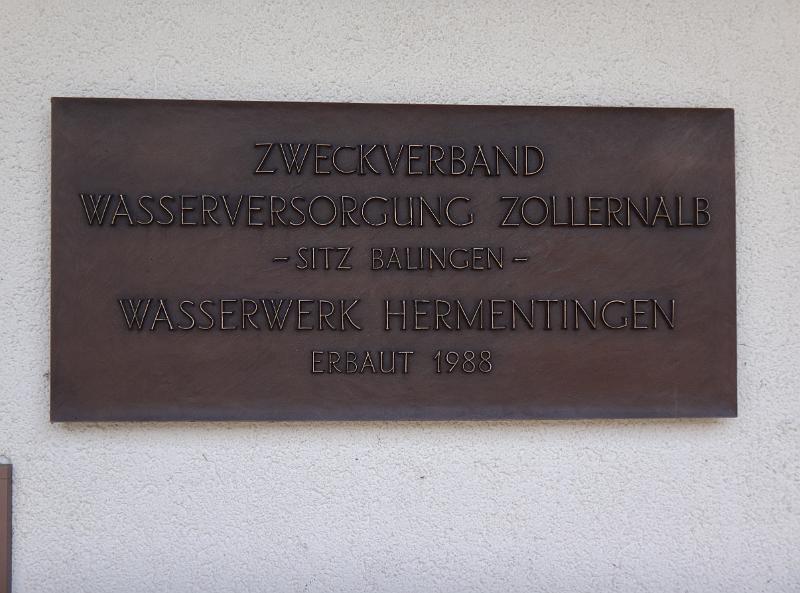 ZWECKVERBAND
WASSERVERSORGUNG ZOLLERNALB
– SITZ BALINGEN –
WASSERWERK HERMENTINGEN
ERBAUT 1988